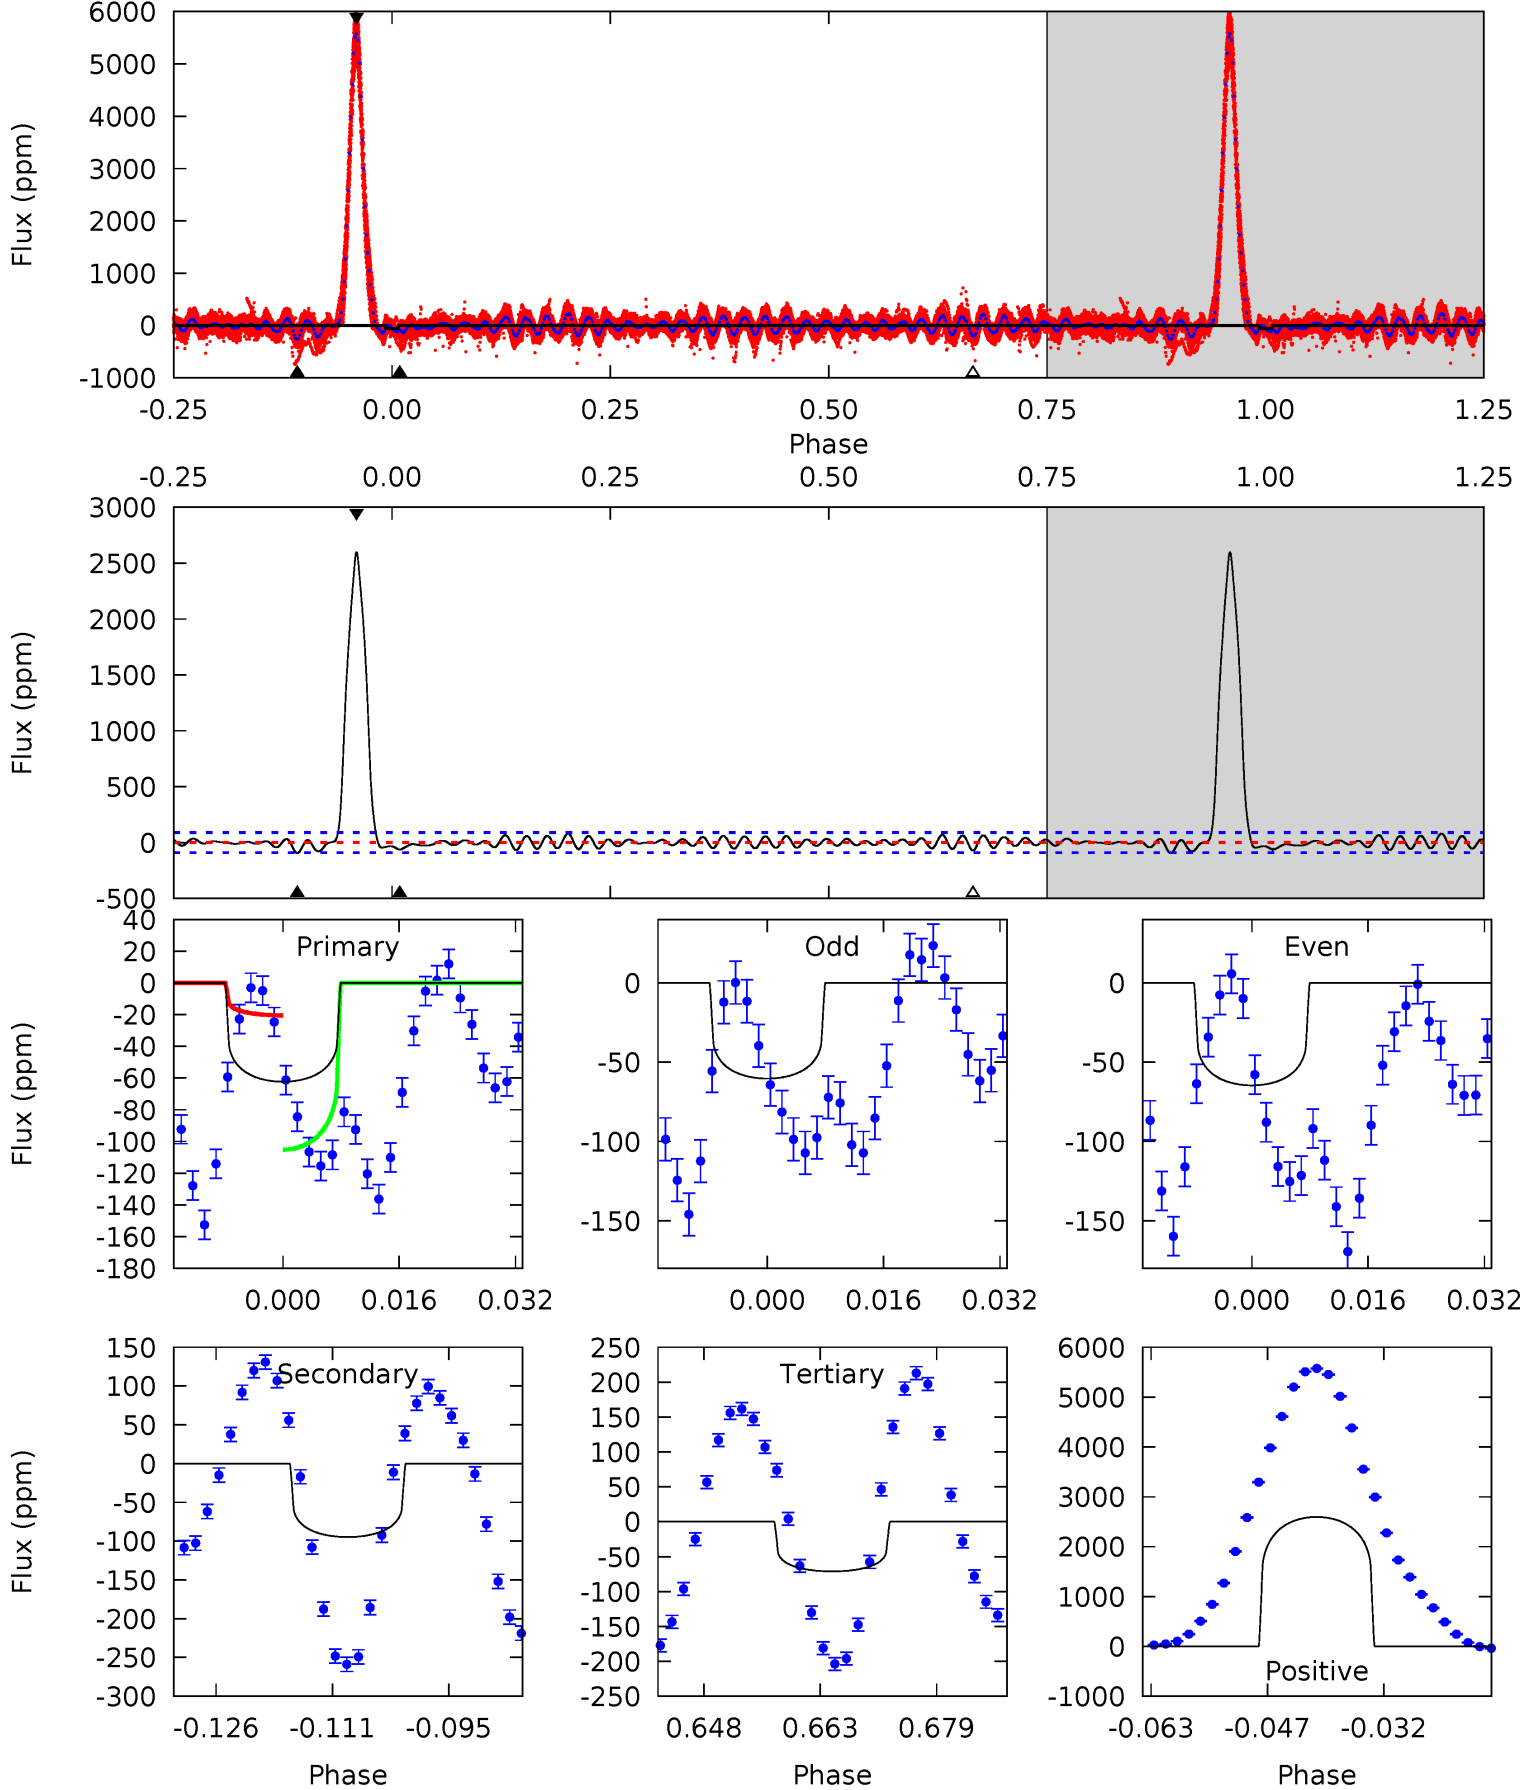 6000
5000
4000
3000
2000
1000
0
-1000
Flux (ppm)
-0.25 0.00 0.25 0.50 0.75 1.00 1.25
Phase
-0.25 0.00 0.25 0.50 0.75 1.00 1.25
3000
2500
2000
1500
1000
500
0
-500
Flux (ppm)
Primary
40
20
0
-20
-40
-60
-80
-100
-120
-140
-160
-180
Flux (ppm)
0.000 0.016 0.032
Odd
0
-50
-100
-150
0.000 0.016 0.032
Even
0
-50
-100
-150
0.000 0.016 0.032
Secondary
150
100
50
0
-50
-100
-150
-200
-250
-300
Flux (ppm)
-0.126 -0.111 -0.095
Phase
Tertiary
250
200
150
100
50
0
-50
-100
-150
-200
-250
0.648 0.663 0.679
Phase
6000
5000
4000
3000
2000
1000
0
-1000
Positive
-0.063 -0.047 -0.032
Phase